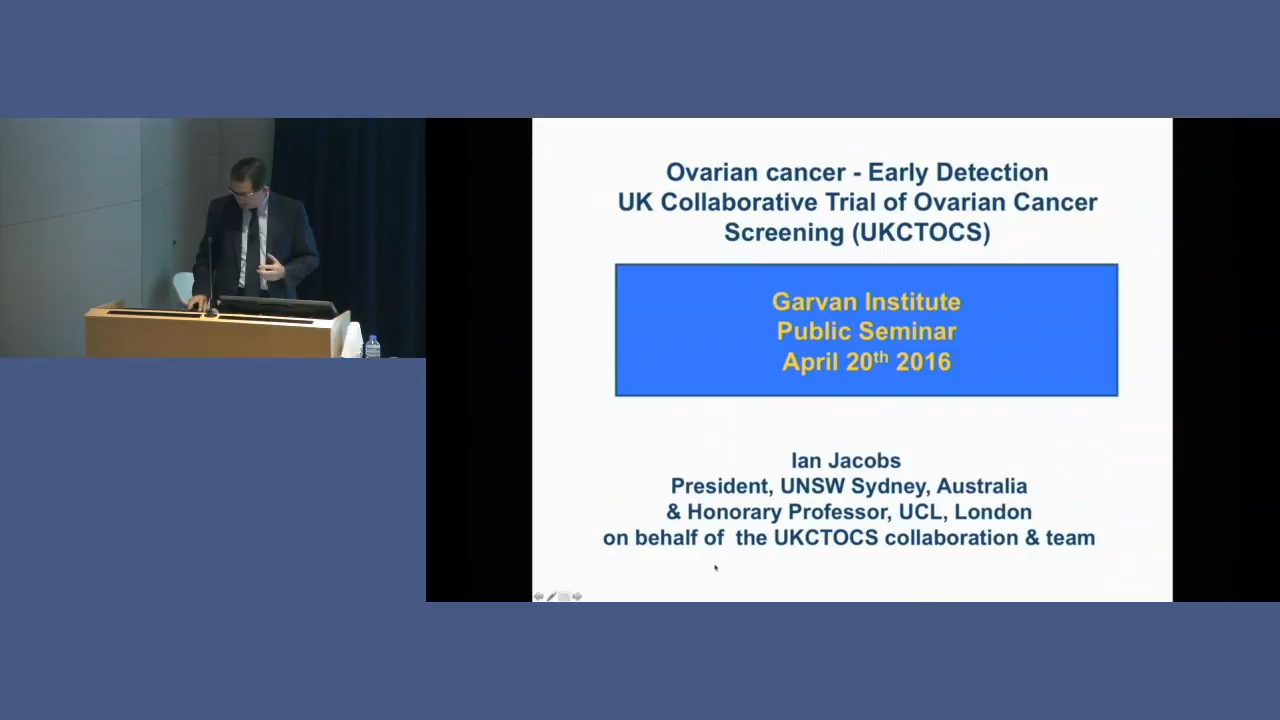 Ovarian cancer - Early Detection
UK Collaborative Trial of Ovarian Cancer
Screening (UKCTOCS)
Garvan Institute
Public Seminar
April 20th 2016
Ian Jacobs
President, UNSW Sydney, Australia
& Honorary Professor, UCL, London
on behalf of the UKCTOCS collaboration & team